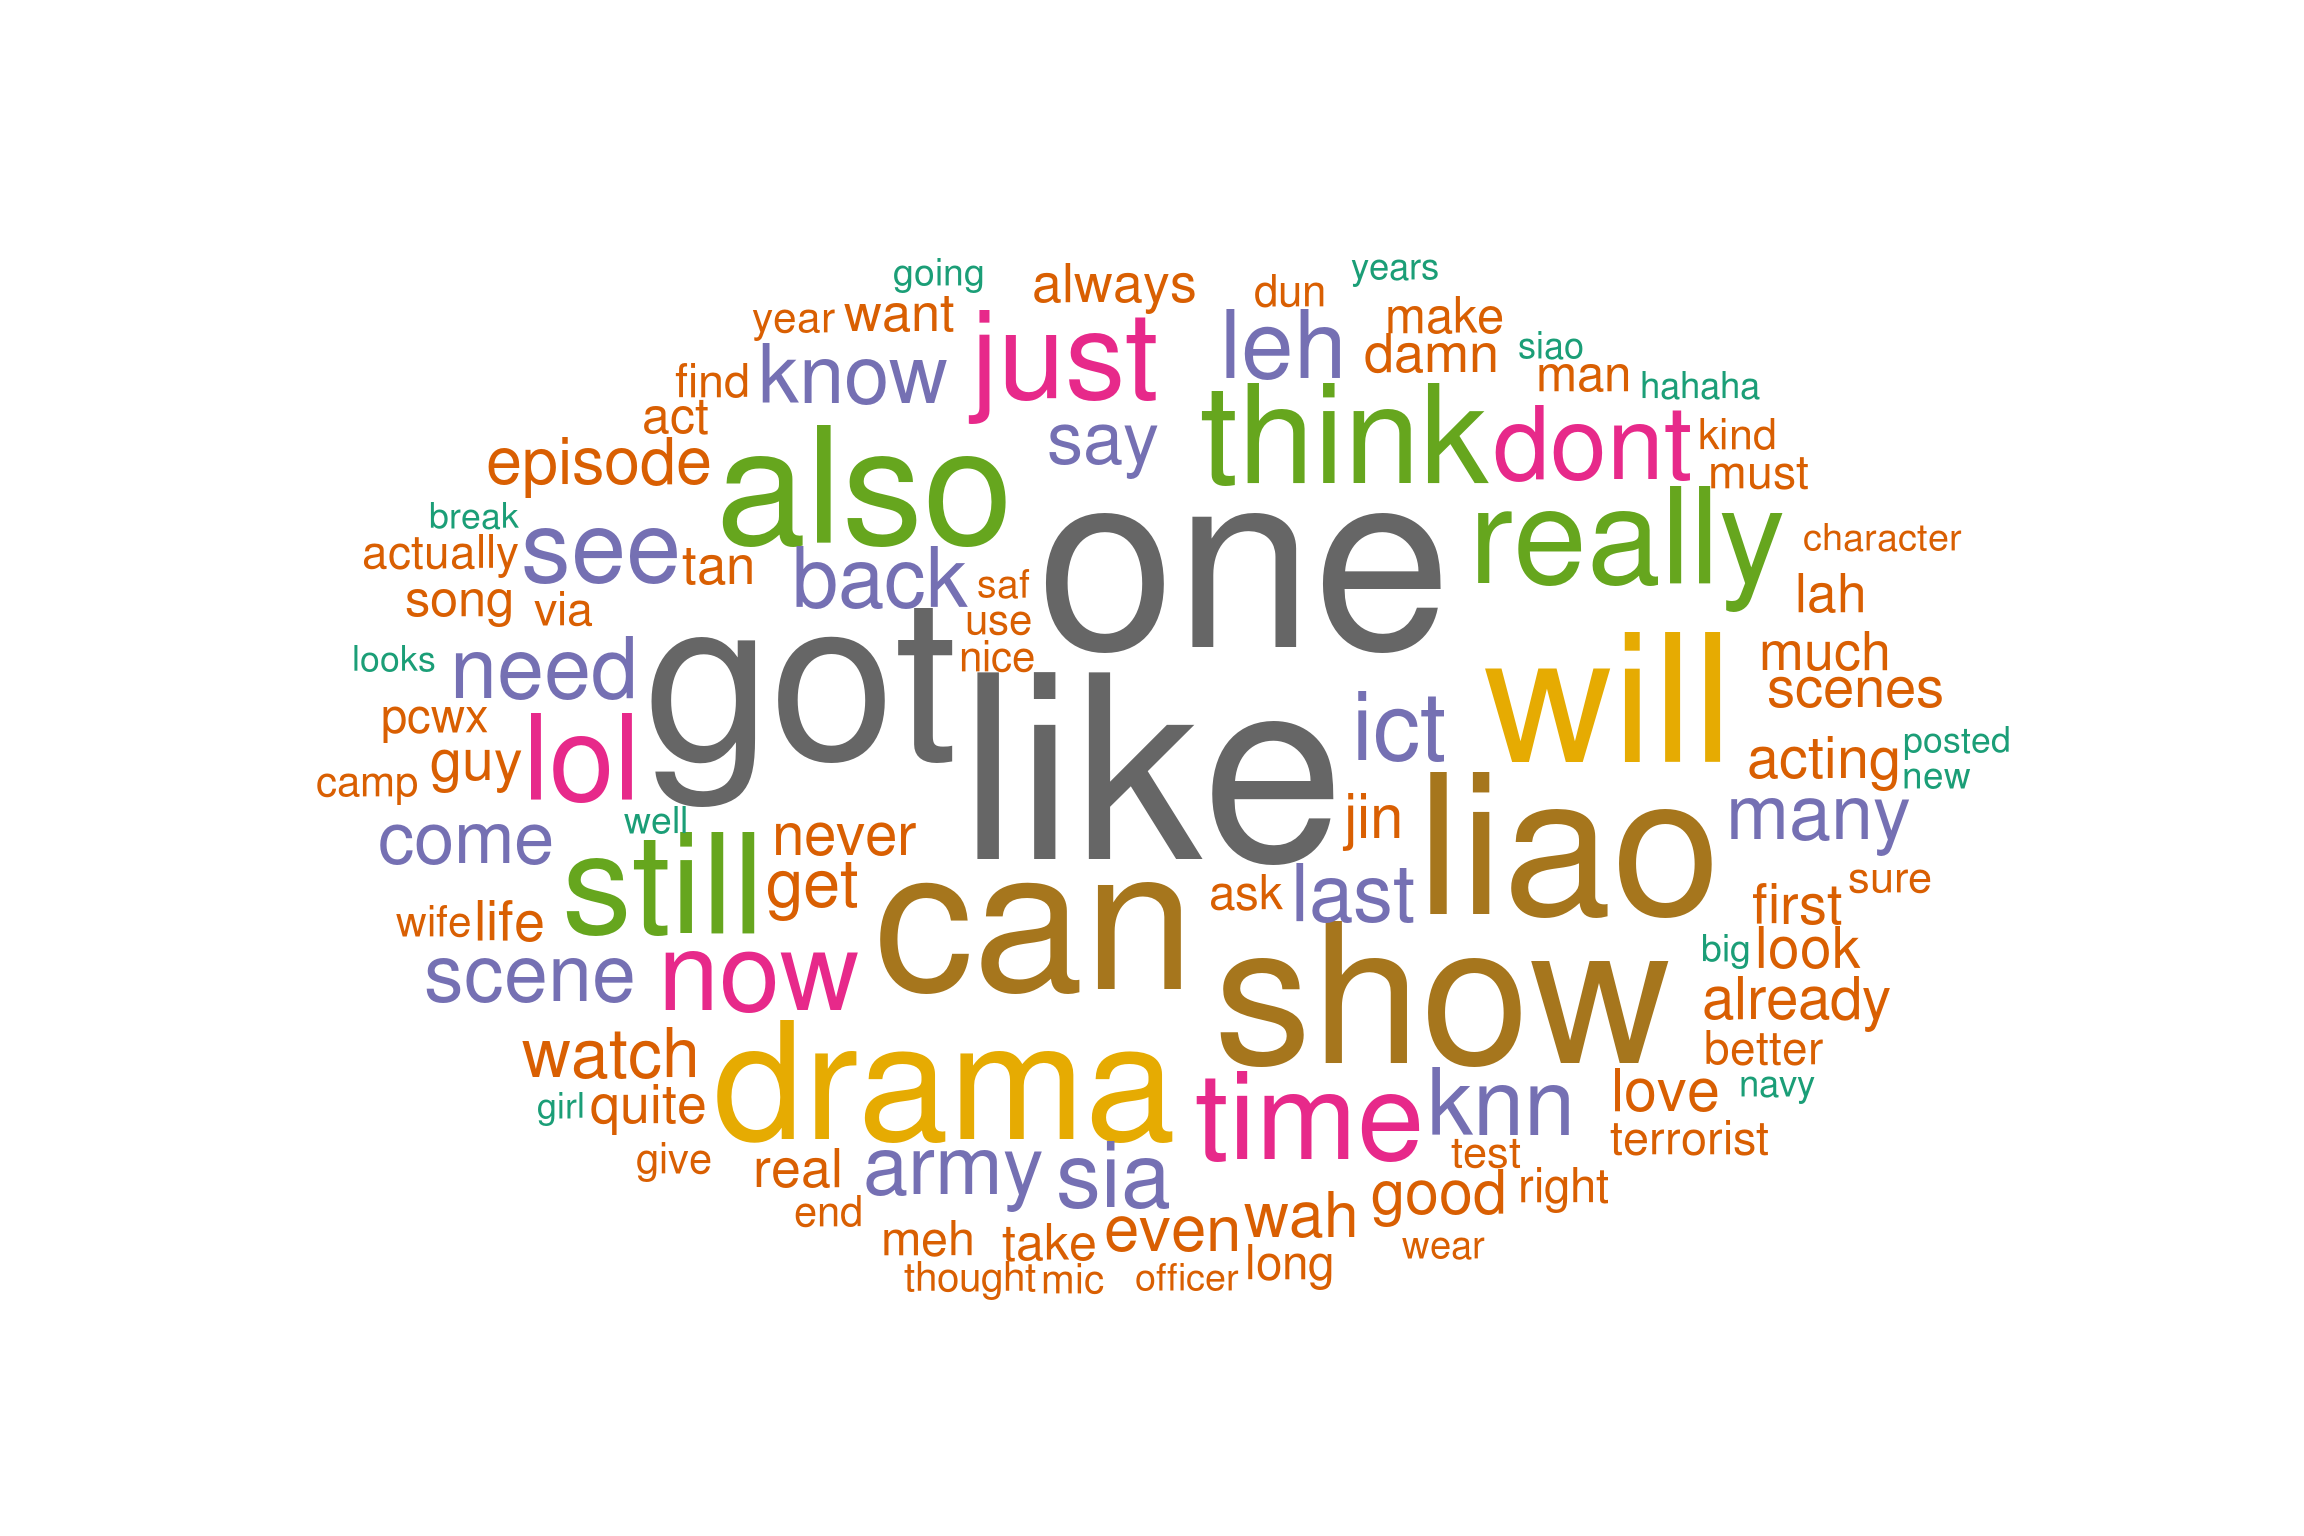 going
always
dun
years
year
want
just
leh
make
damn
siao
man
hahaha
find
know
act
say
think
dont
kind
must
episode
also
one
really
break
actually
see
tan
back
saf
character
song
via
use
lah
looks
need
got
nice
like
ict
will
much
scenes
pcwx
guy
lol
camp
acting
posted
new
come
well
still
never
get
jin
liao
many
wife
life
can
ask
last
first
sure
scene
now
show
big
look
already
watch
drama
time
knn
better
love
navy
girl
quite
terrorist
give
real
army
sia
test
good
right
end
meh
take
even
wah
long
wear
thought
mic
officer